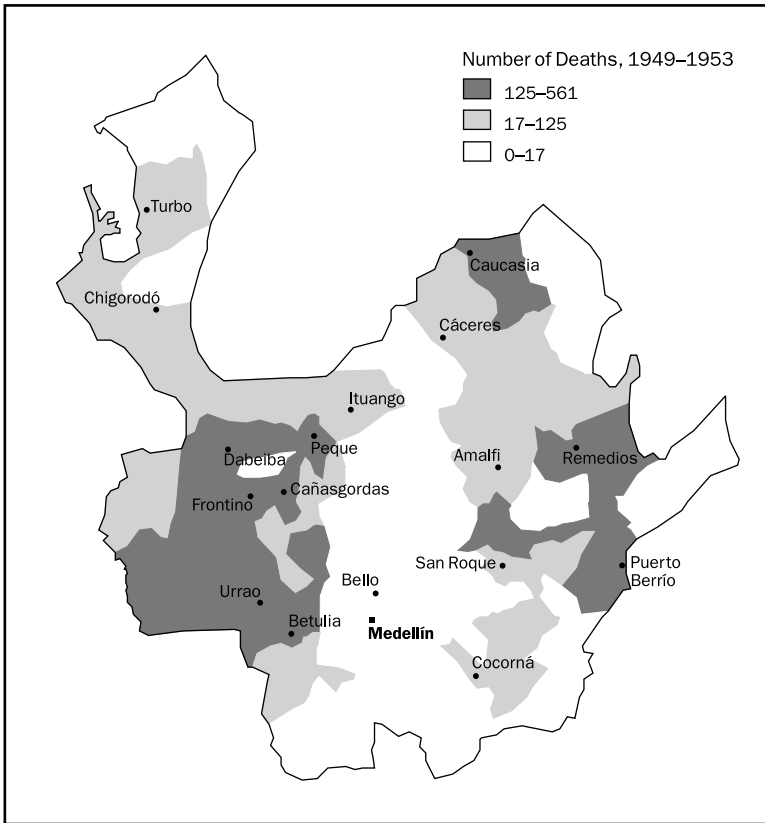 Number of Deaths, 1949–1953
125–561
17–125
0–17
Turbo
Caucasia
Chigorodó
Cáceres
Ituango
Peque
Dabeiba
Amalfi
Remedios
Cañasgordas
Frontino
San Roque
Puerto
Berrío
Bello
Urrao
Betulia
Medellín
Cocorná